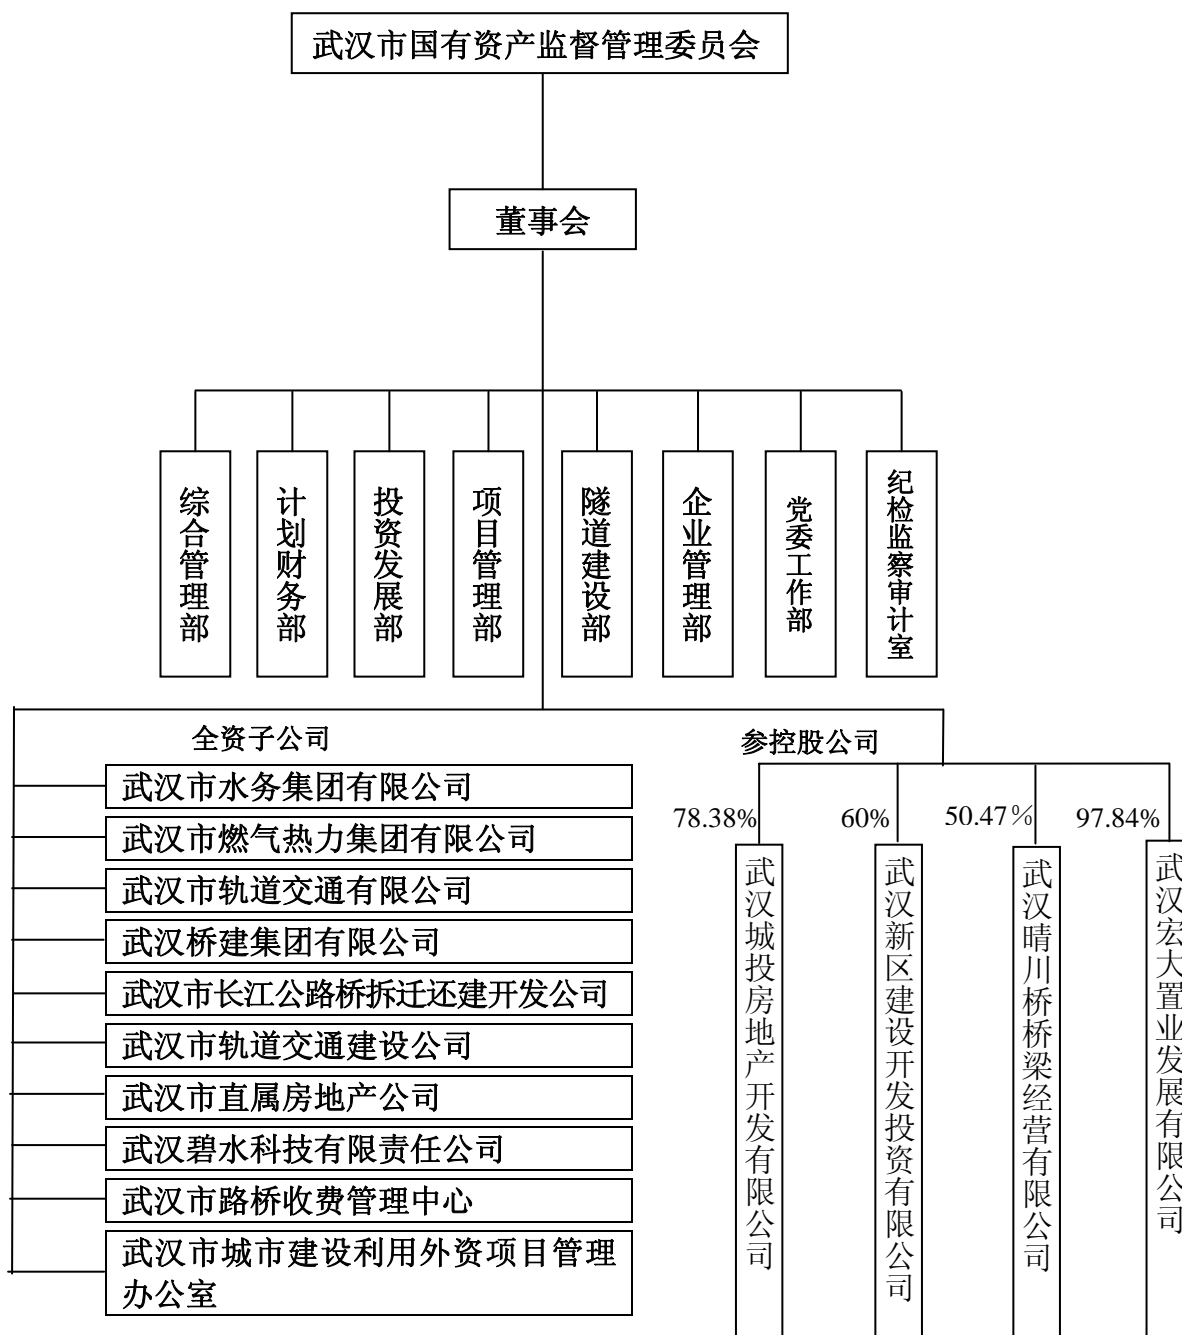 武汉市国有资产监督管理委员会
董事会
综合管理部
计划财务部
投资发展部
项目管理部
隧道建设部
企业管理部
党委工作部
纪检监察审计室
全资子公司
武汉市水务集团有限公司
武汉市燃气热力集团有限公司
武汉市轨道交通有限公司
武汉桥建集团有限公司
武汉市长江公路桥拆迁还建开发公司
武汉市轨道交通建设公司
武汉市直属房地产公司
武汉碧水科技有限责任公司
武汉市路桥收费管理中心
武汉市城市建设利用外资项目管理
办公室
参控股公司
78.38%
60%
50.47%
97.84%
武汉城投房地产开发有限公司
武汉新区建设开发投资有限公司
武汉晴川桥桥梁经营有限公司
武汉宏大置业发展有限公司